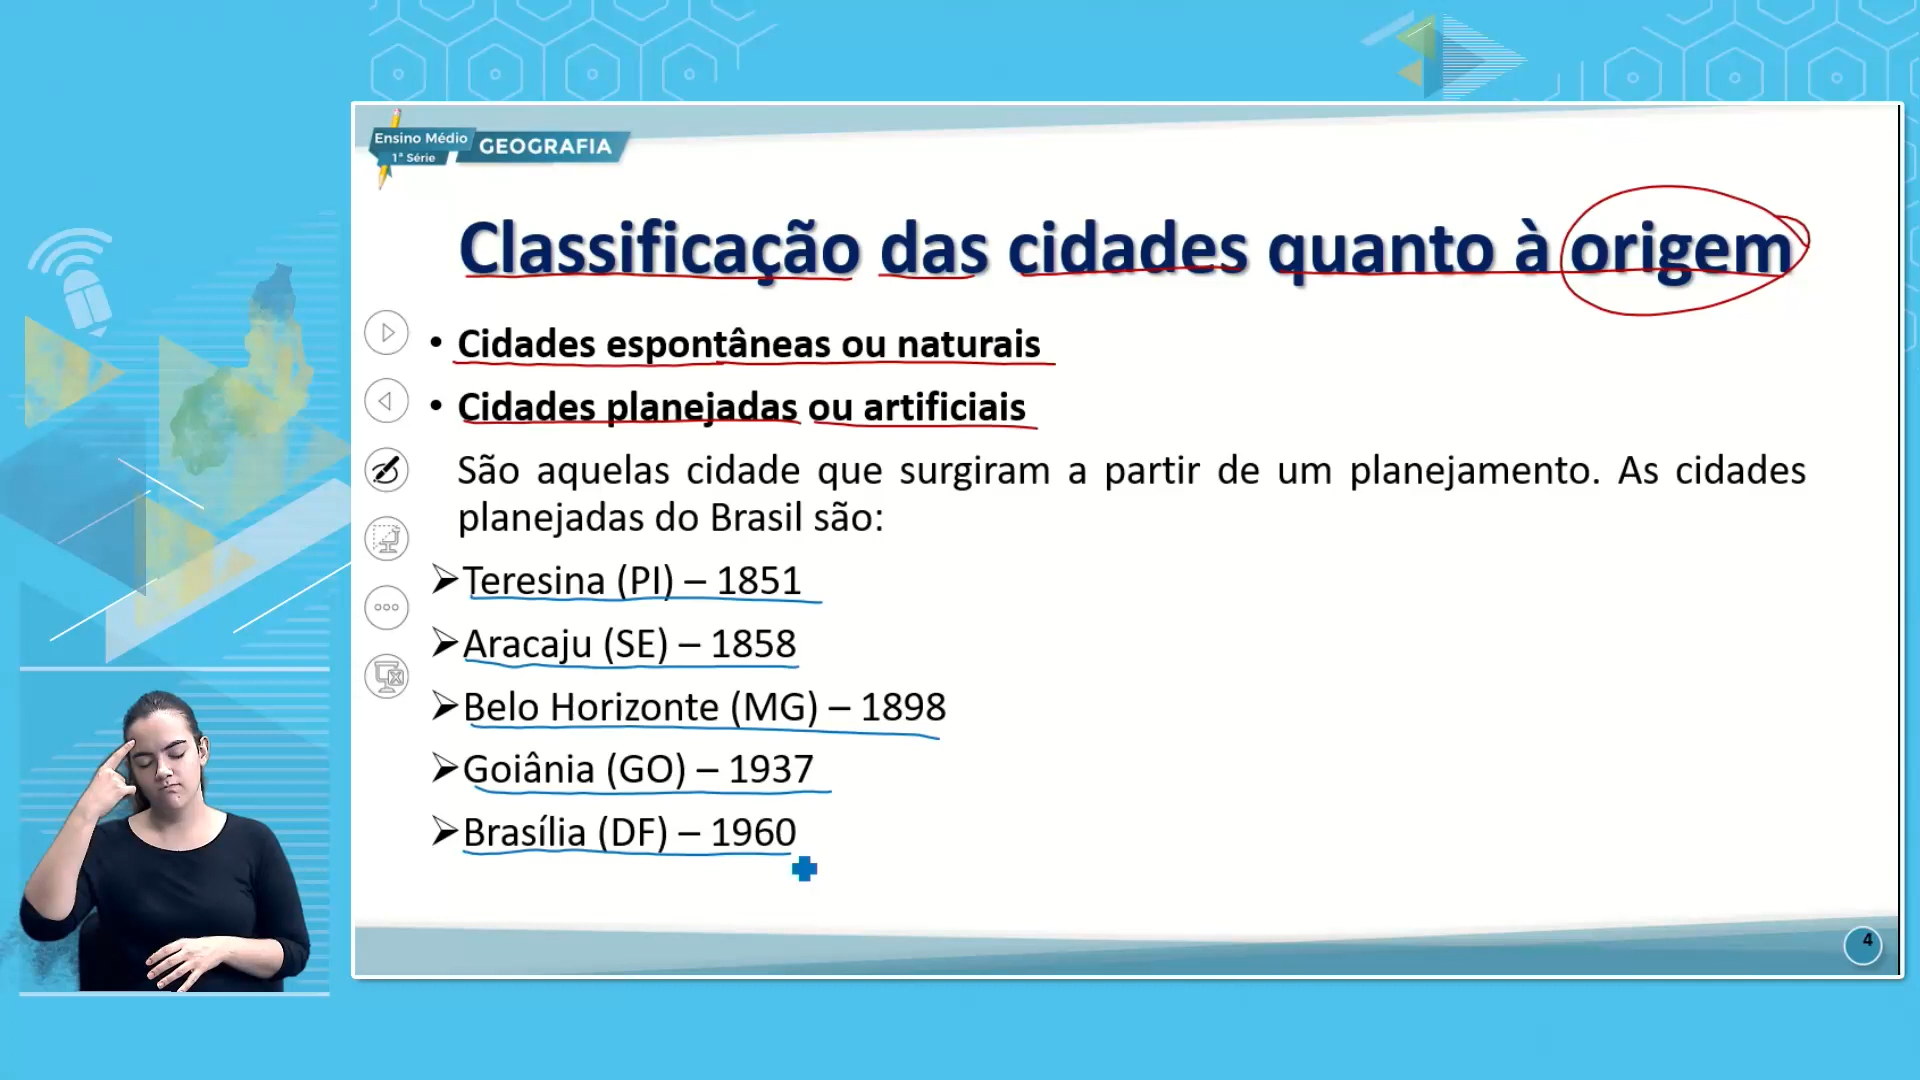 Ensino Médio
1ª Série
GEOGRAFIA
Classificação das cidades quanto à origem
• Cidades espontâneas ou naturais
• Cidades planejadas ou artificiais
São aquelas cidade que surgiram a partir de um planejamento. As cidades
planejadas do Brasil são:
➢Teresina (PI) – 1851
➢Aracaju (SE) – 1858
➢Belo Horizonte (MG) – 1898
➢Goiânia (GO) – 1937
➢Brasília (DF) – 1960
4